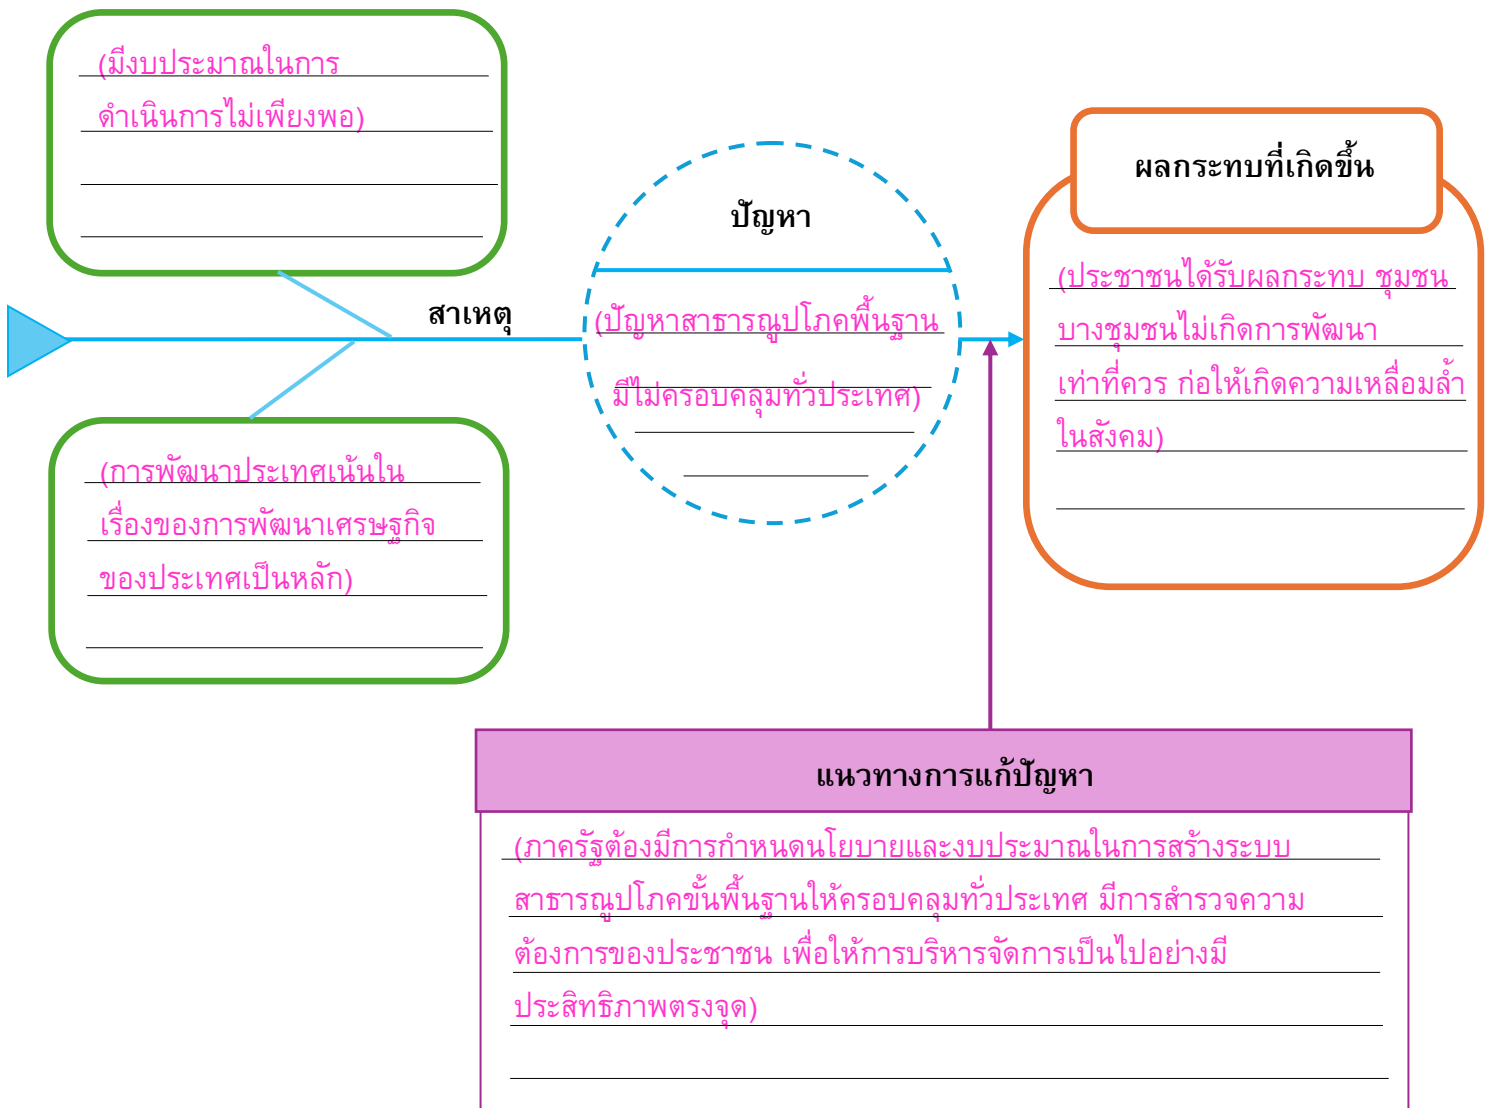 (มีงบประมาณในการ
ดำเนินการไม่เพียงพอ)
สาเหตุ
(การพัฒนาประเทศเน้นใน
เรื่องของการพัฒนาเศรษฐกิจ
ของประเทศเป็นหลัก)
ปัญหา
(ปัญหาสาธารณูปโภคพื้นฐาน
มีไม่ครอบคลุมทั่วประเทศ)
ผลกระทบที่เกิดขึ้น
(ประชาชนได้รับผลกระทบ ชุมชน
บางชุมชนไม่เกิดการพัฒนา
เท่าที่ควร ก่อให้เกิดความเหลื่อมล้ำ
ในสังคม)
แนวทางการแก้ปัญหา
(ภาครัฐต้องมีการกำหนดนโยบายและงบประมาณในการสร้างระบบ
สาธารณูปโภคขั้นพื้นฐานให้ครอบคลุมทั่วประเทศ มีการสำรวจความ
ต้องการของประชาชน เพื่อให้การบริหารจัดการเป็นไปอย่างมี
ประสิทธิภาพตรงจุด)